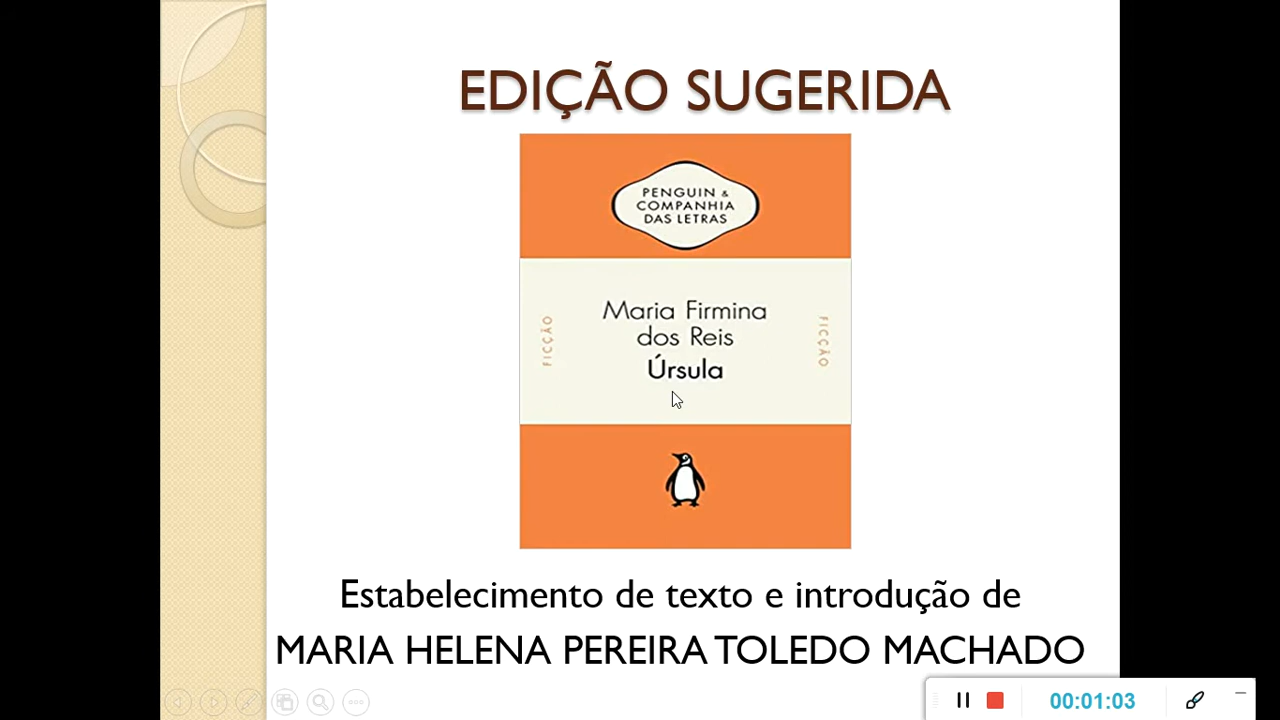 EDIÇÃO SUGERIDA
PENGUIN &
COMPANHIA
DAS LETRAS
FICÇÃO
Maria Firmina
dos Reis
Úrsula
FICÇÃO
Estabelecimento de texto e introdução de
MARIA HELENA PEREIRA TOLEDO MACHADO
00:01:03